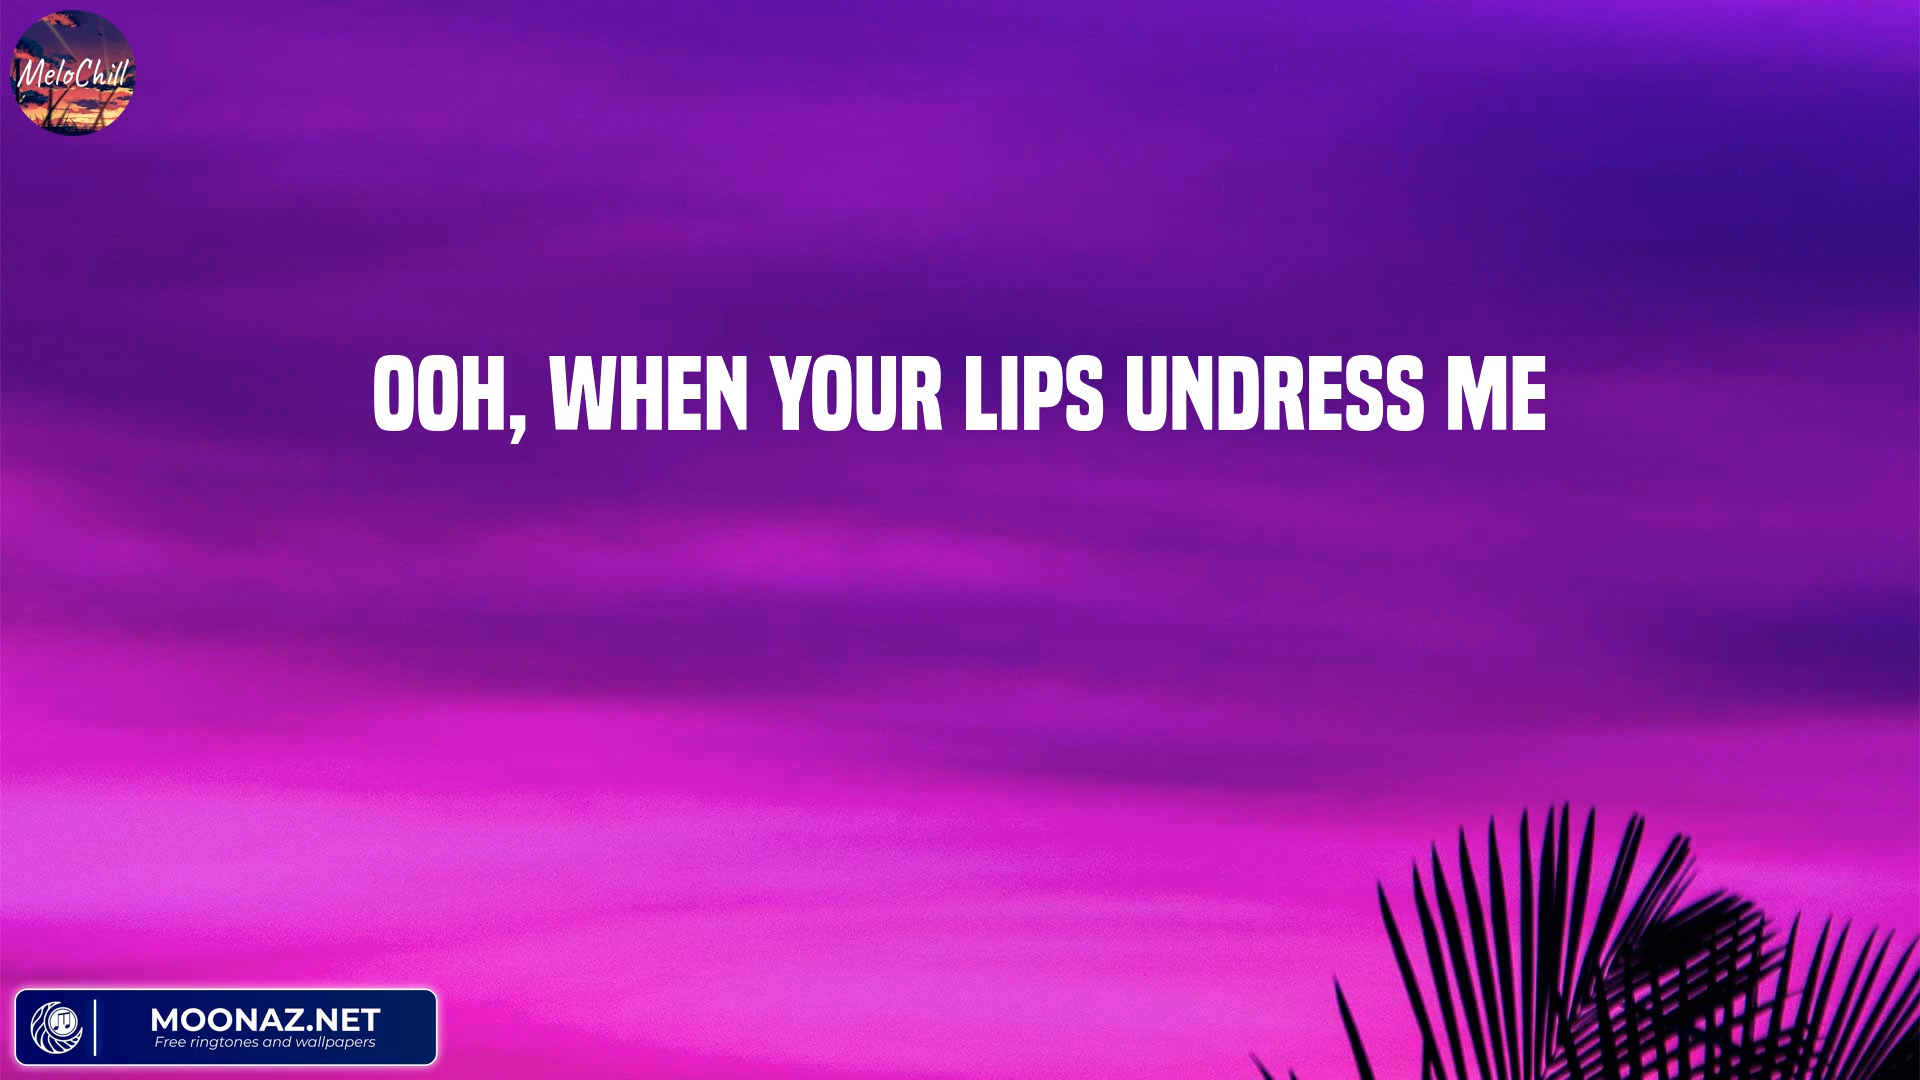 MeloChill
OOH, WHEN YOUR LIPS UNDRESS ME
MOONAZ.NET
Free ringtones and wallpapers